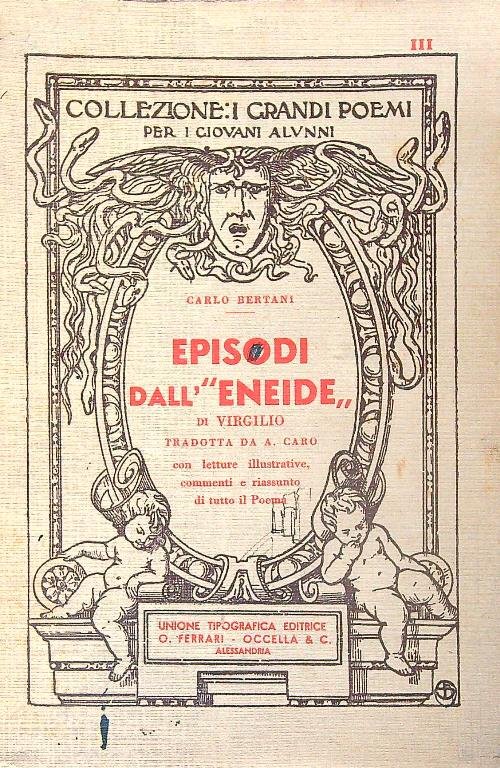 III
COLLEZIONE: I GRANDI POEMI
PER I GIOVANI ALVNNI
CARLO BERTANI
EPISODI
DALL'"ENEIDE„
DI VIRGILIO
TRADOTTA DA A. CARO
con letture illustrative,
commenti e riassunto
di tutto il Poema
UNIONE TIPOGRAFICA EDITRICE
O. FERRARI - OCCELLA & C.
ALESSANDRIA